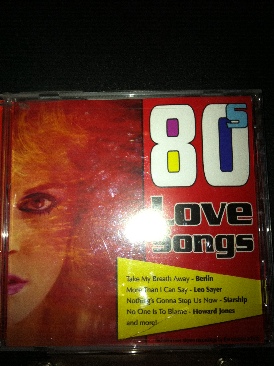 80s
Love
Songs
Take My Breath Away - Berlin
More Than I Can Say - Leo Sayer
Nothing's Gonna Stop Us Now - Starship
No One Is To Blame - Howard Jones
and more!